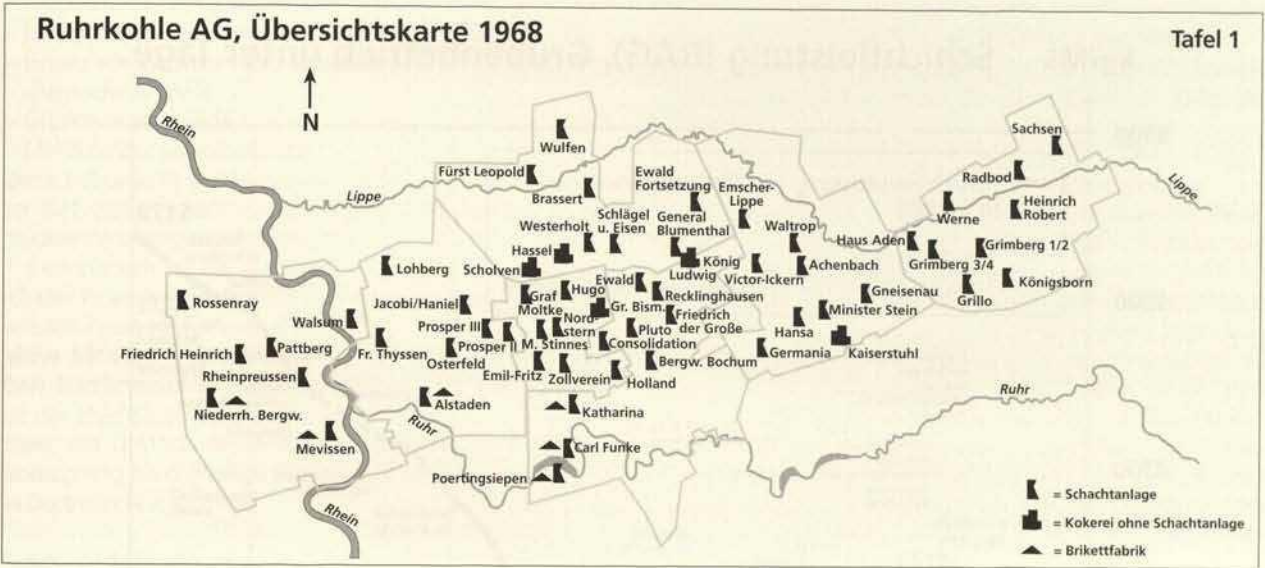 Ruhrkohle AG, Übersichtskarte 1968
Tafel 1
N
Rhein
Lippe
Wulfen
Fürst Leopold
Brassert
Ewald
Fortsetzung
Emscher-
Lippe
Sachsen
Radbod
Lippe
Werne
Heinrich
Robert
Westerholt
Schlägel
u. Eisen
General
Blumenthal
Waltrop
Haus Aden
Grimberg 1/2
Grimberg 3/4
Hassel
Scholven
König
Ludwig
Victor-Ickern
Achenbach
Königsborn
Grillo
Lohberg
Ewald
Hugo
Recklinghausen
Gneisenau
Rossenray
Jacobi/Haniel
Graf
Moltke
Gr. Bism.
Friedrich
der Große
Minister Stein
Walsum
Prosper III
Nord-
stern
Pluto
Hansa
Friedrich Heinrich
Pattberg
Fr. Thyssen
Prosper II
M. Stinnes
Consolidation
Germania
Kaiserstuhl
Osterfeld
Bergw. Bochum
Rheinpreussen
Emil-Fritz
Zollverein
Holland
Niederrh. Bergw.
Alstaden
Katharina
Ruhr
Ruhr
Mevissen
Carl Funke
Poertingsiepen
Rhein
= Schachtanlage
= Kokerei ohne Schachtanlage
= Brikettfabrik